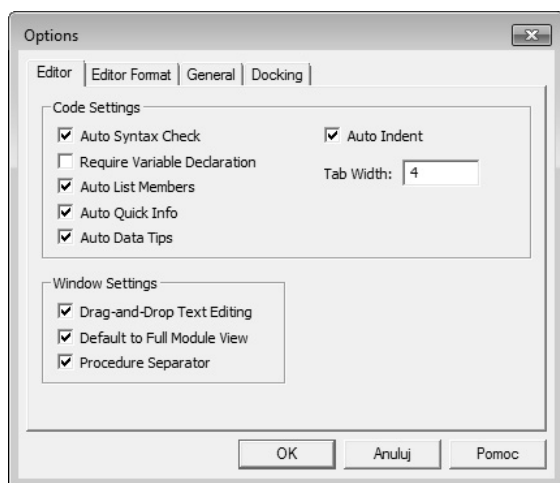 Options
Editor Editor Format General Docking
Code Settings
Auto Syntax Check Auto Indent
Require Variable Declaration
Tab Width: 4
Auto List Members
Auto Quick Info
Auto Data Tips
Window Settings
Drag-and-Drop Text Editing
Default to Full Module View
Procedure Separator
OK Anuluj Pomoc